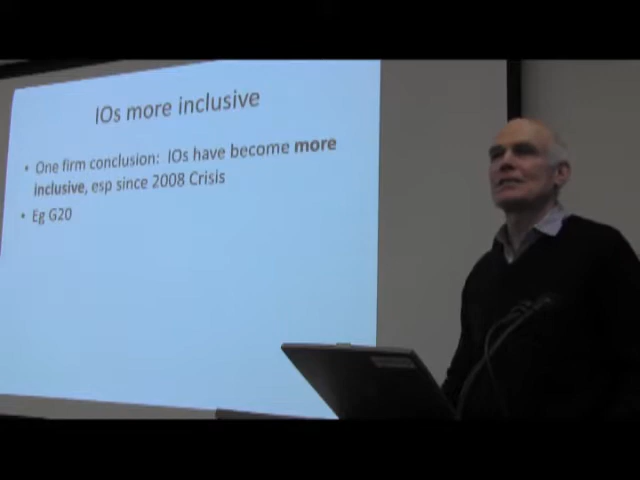 IOs more inclusive
• One firm conclusion: IOs have become more
inclusive, esp since 2008 Crisis
• Eg G20